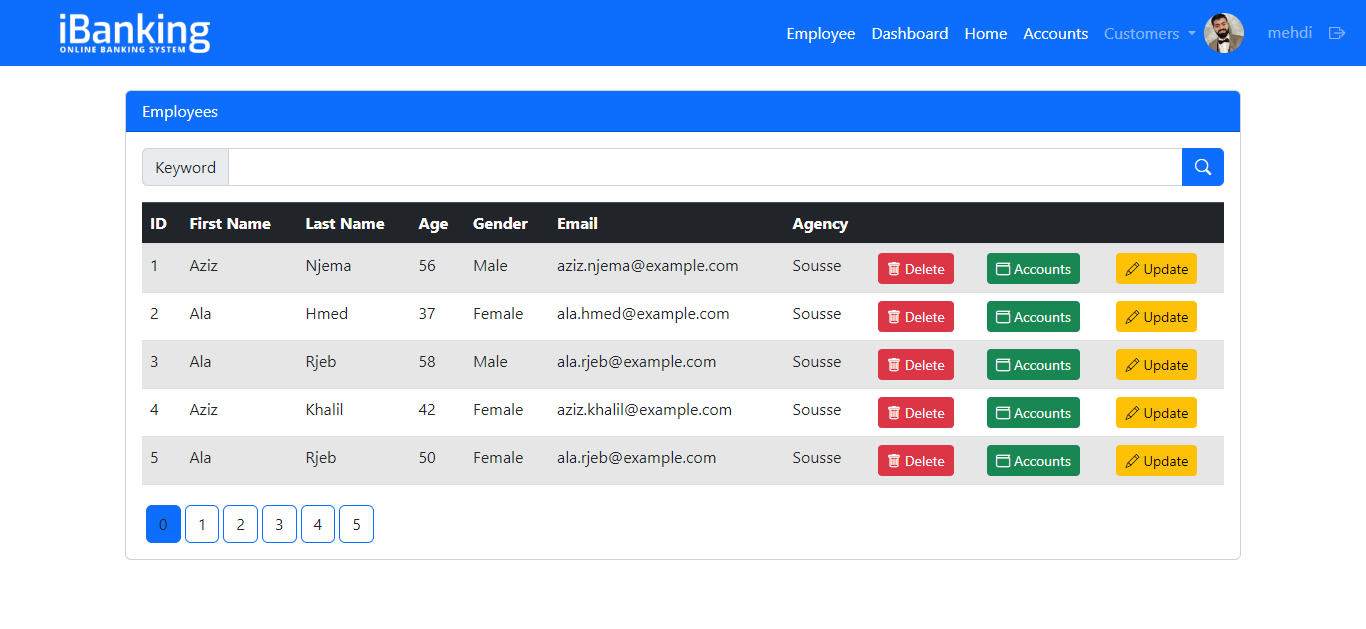 iBanking
ONLINE BANKING SYSTEM
Employee Dashboard Home Accounts Customers mehdi
Employees
Keyword
ID First Name Last Name Age Gender Email Agency
1 Aziz Njema 56 Male aziz.njema@example.com Sousse Delete Accounts Update
2 Ala Hmed 37 Female ala.hmed@example.com Sousse Delete Accounts Update
3 Ala Rjeb 58 Male ala.rjeb@example.com Sousse Delete Accounts Update
4 Aziz Khalil 42 Female aziz.khalil@example.com Sousse Delete Accounts Update
5 Ala Rjeb 50 Female ala.rjeb@example.com Sousse Delete Accounts Update
0 1 2 3 4 5